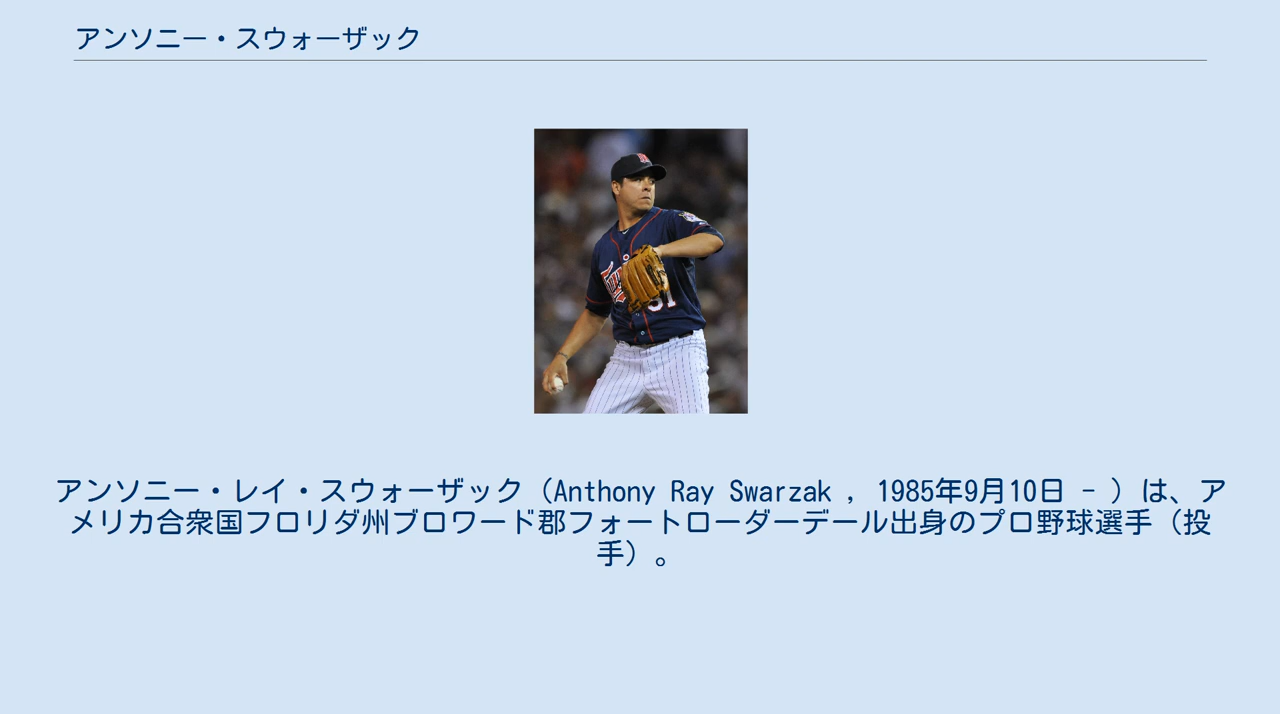 アンソニー・スウォーザック
アンソニー・レイ・スウォーザック（Anthony Ray Swarzak , 1985年9月10日 - ）は、ア
メリカ合衆国フロリダ州ブロワード郡フォートローダーデール出身のプロ野球選手（投
手）。